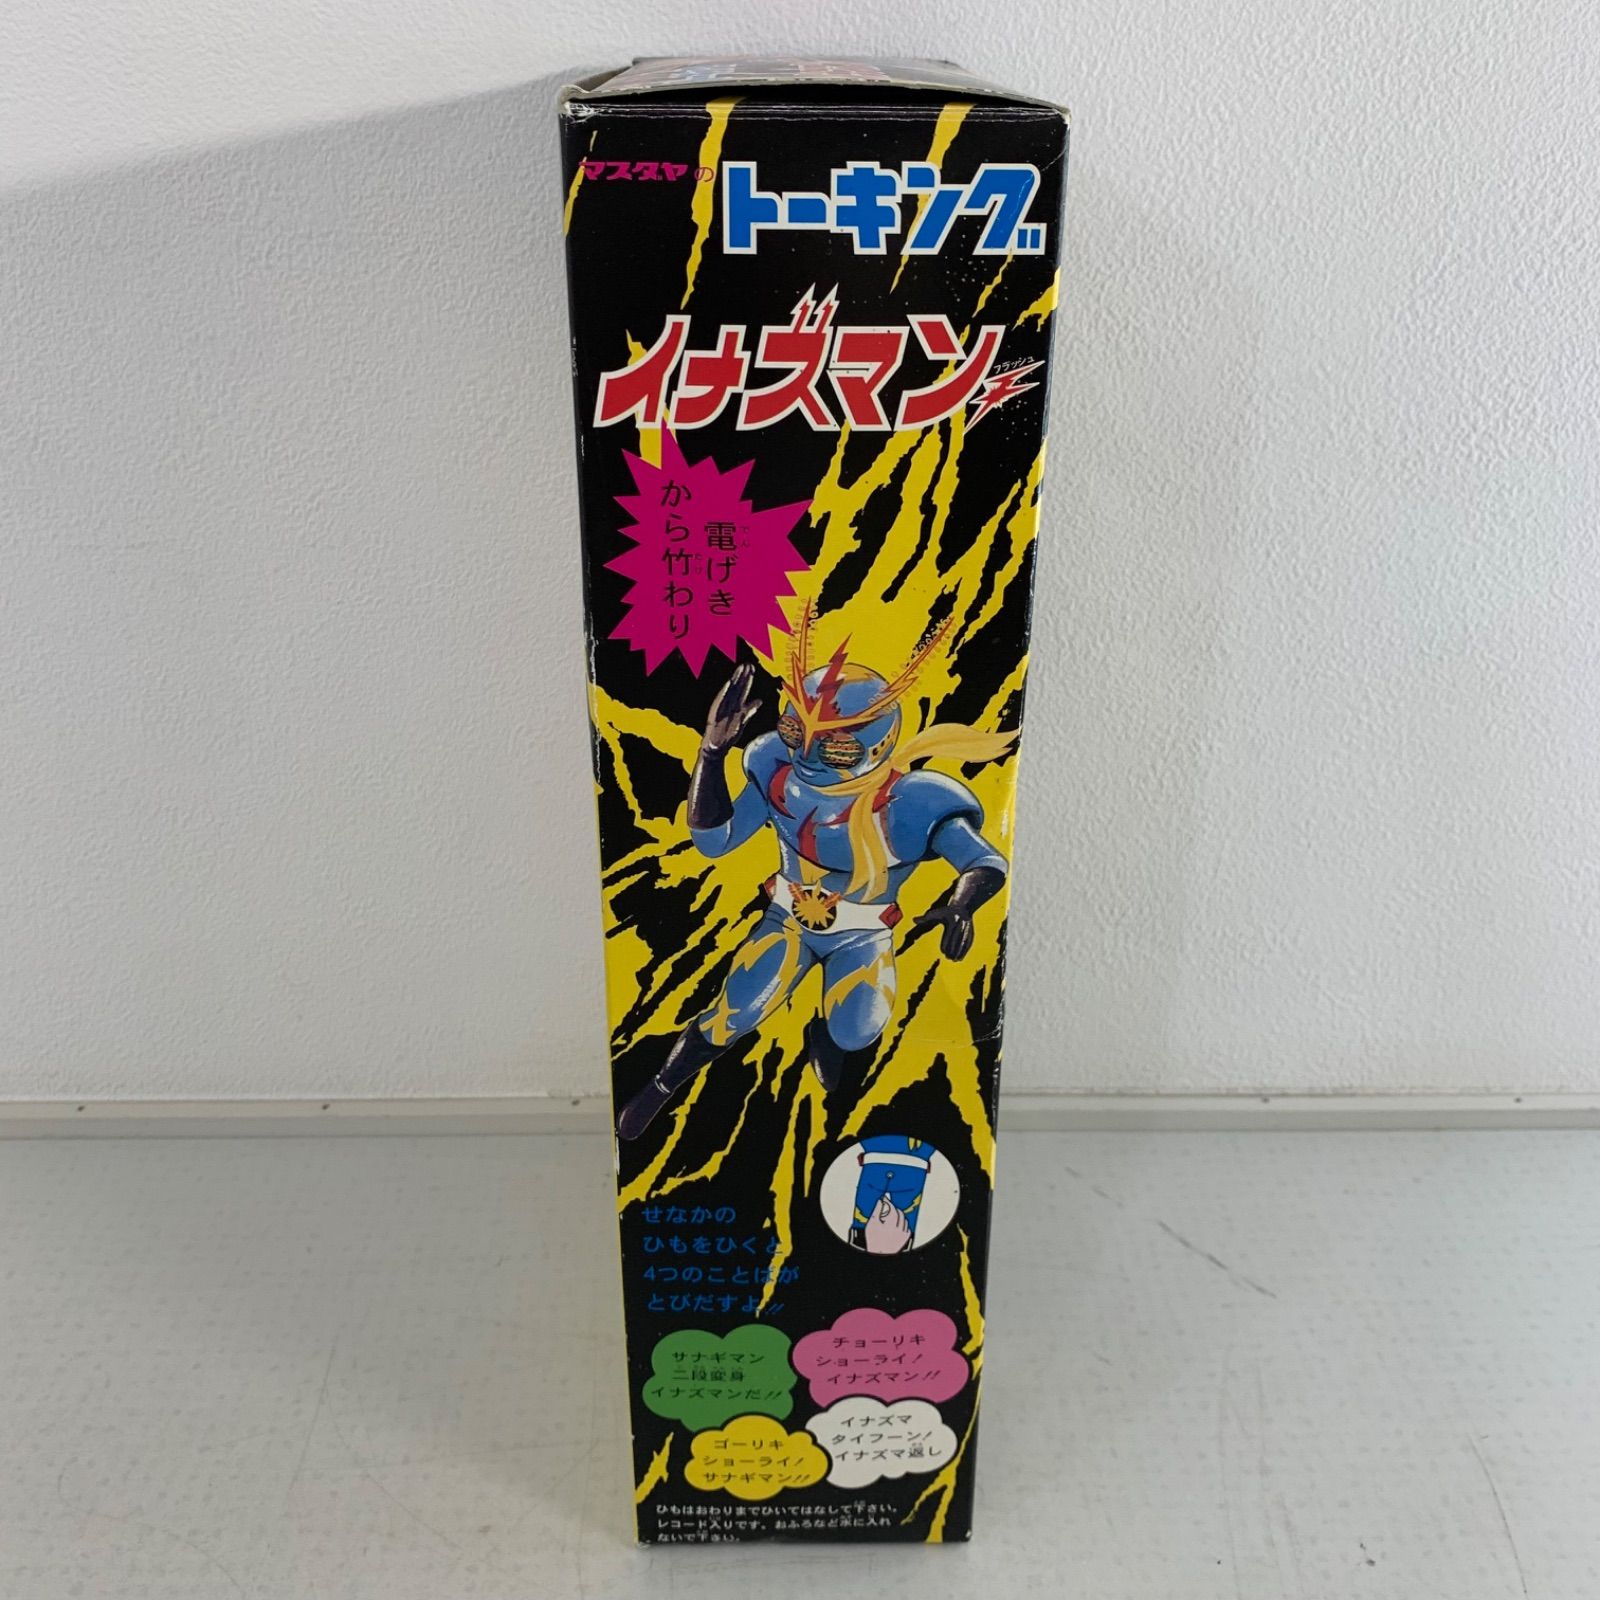 マスダヤの
トーキング
イナズマン
フラッシュ
電げき
から竹わり
せなかの
ひもをひくと
4つのことばが
とびだすよ!!
サナギマン
二段変身
イナズマンだ!!
チョーリキ
ショーライ!
イナズマン!!
ゴーリキ
ショーライ!
サナギマン!!
イナズマ
タイフーン!
イナズマ返し
ひもはおわりまでひいてはなして下さい。
レコード入りです。おふろなど水に入れ
ないで下さい。